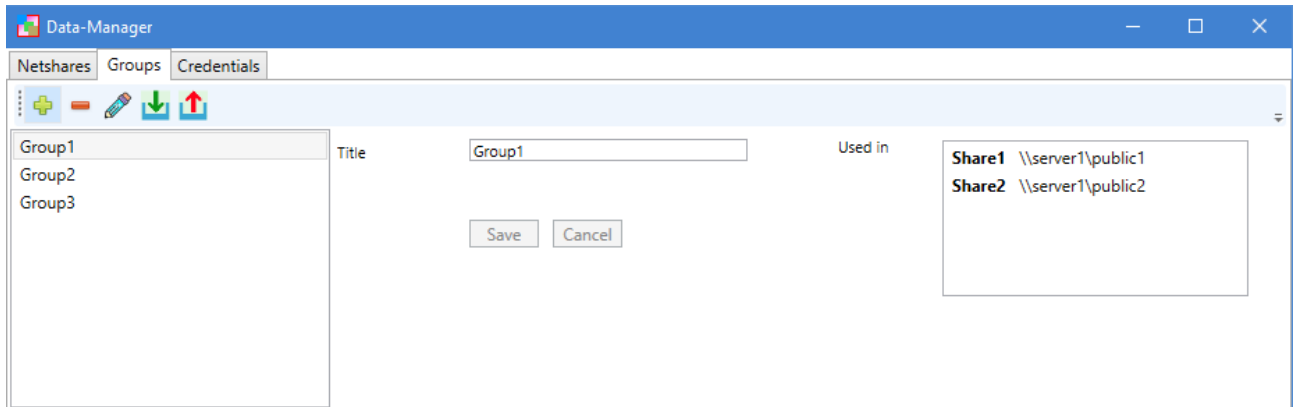 Data-Manager
Netshares Groups Credentials
Group1
Group2
Group3
Title Group1
Save Cancel
Used in
Share1 \\server1\public1
Share2 \\server1\public2